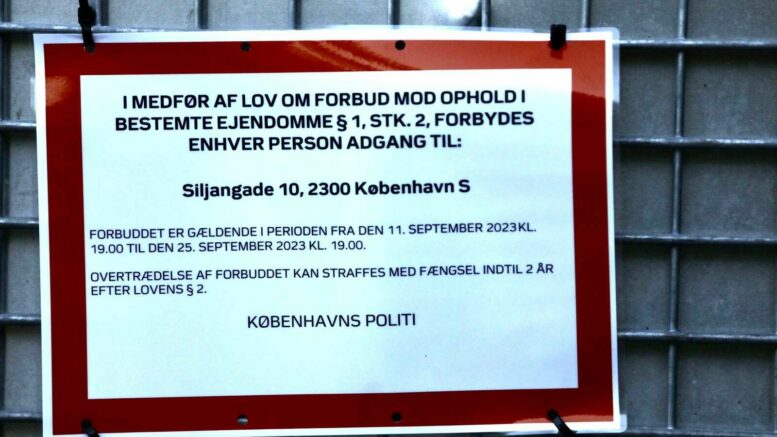 I MEDFØR AF LOV OM FORBUD MOD OPHOLD I
BESTEMTE EJENDOMME § 1, STK. 2, FORBYDES
ENHVER PERSON ADGANG TIL:
Siljangade 10, 2300 København S
FORBUDDET ER GÆLDENDE I PERIODEN FRA DEN 11. SEPTEMBER 2023 KL.
19.00 TIL DEN 25. SEPTEMBER 2023 KL. 19.00.
OVERTRÆDELSE AF FORBUDDET KAN STRAFFES MED FÆNGSEL INDTIL 2 ÅR
EFTER LOVENS § 2.
KØBENHAVNS POLITI